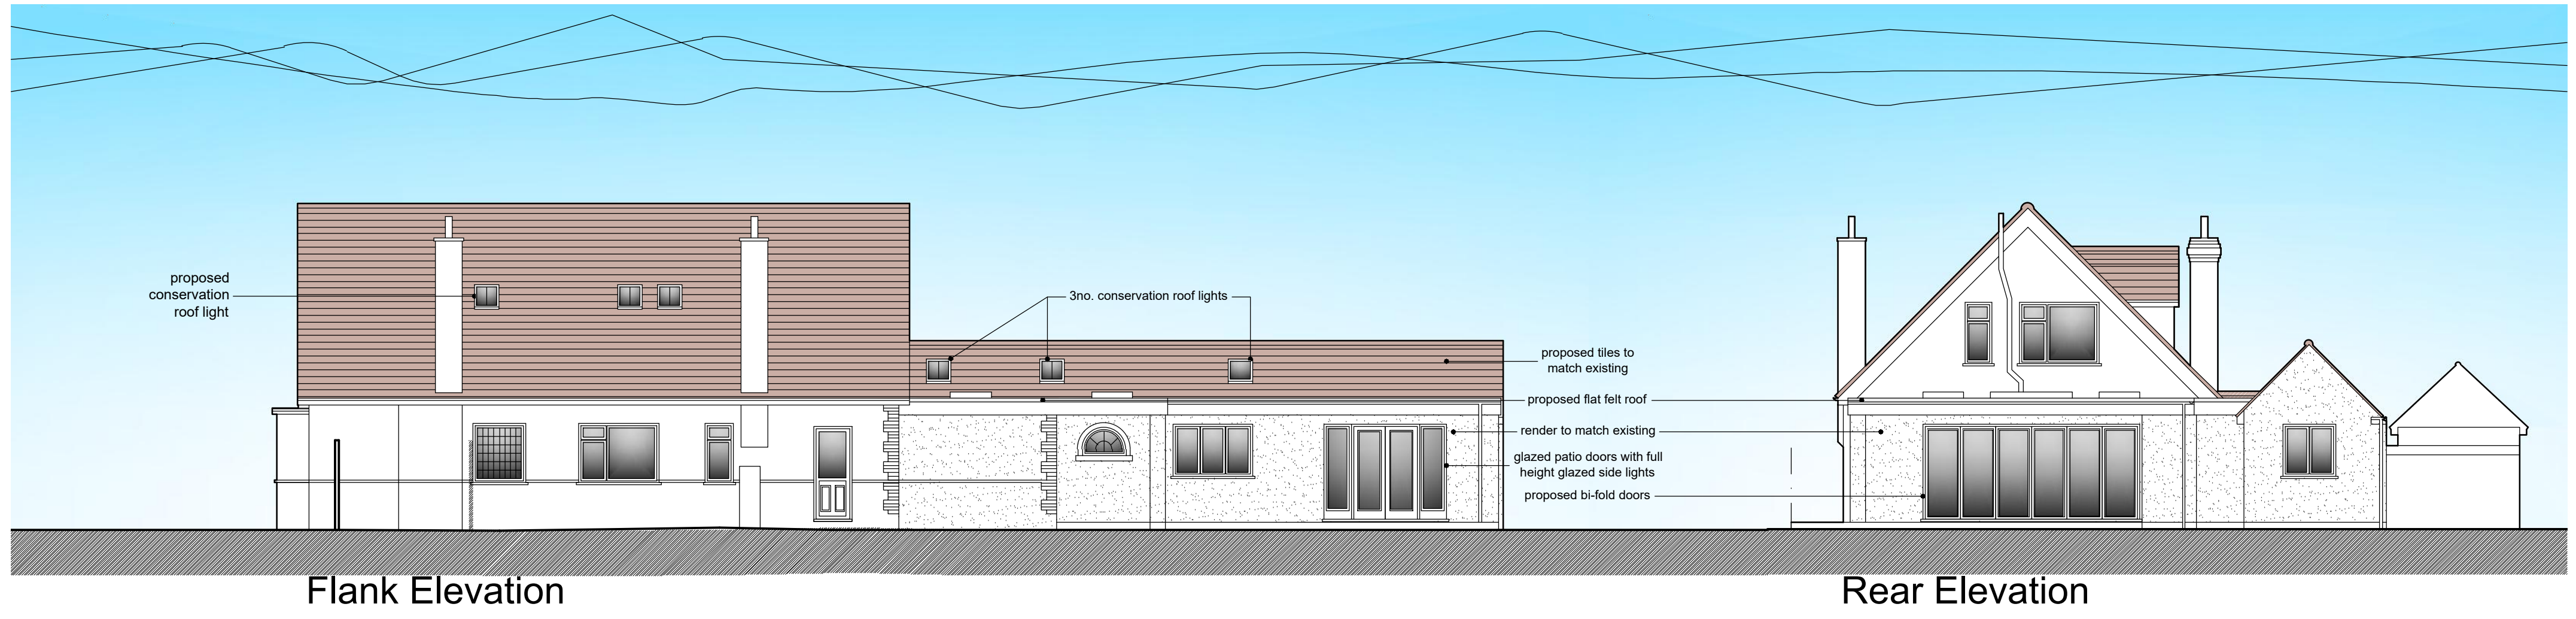 proposed
conservation
roof light
3no. conservation roof lights
proposed tiles to
match existing
proposed flat felt roof
render to match existing
glazed patio doors with full
height glazed side lights
proposed bi-fold doors
Flank Elevation
Rear Elevation